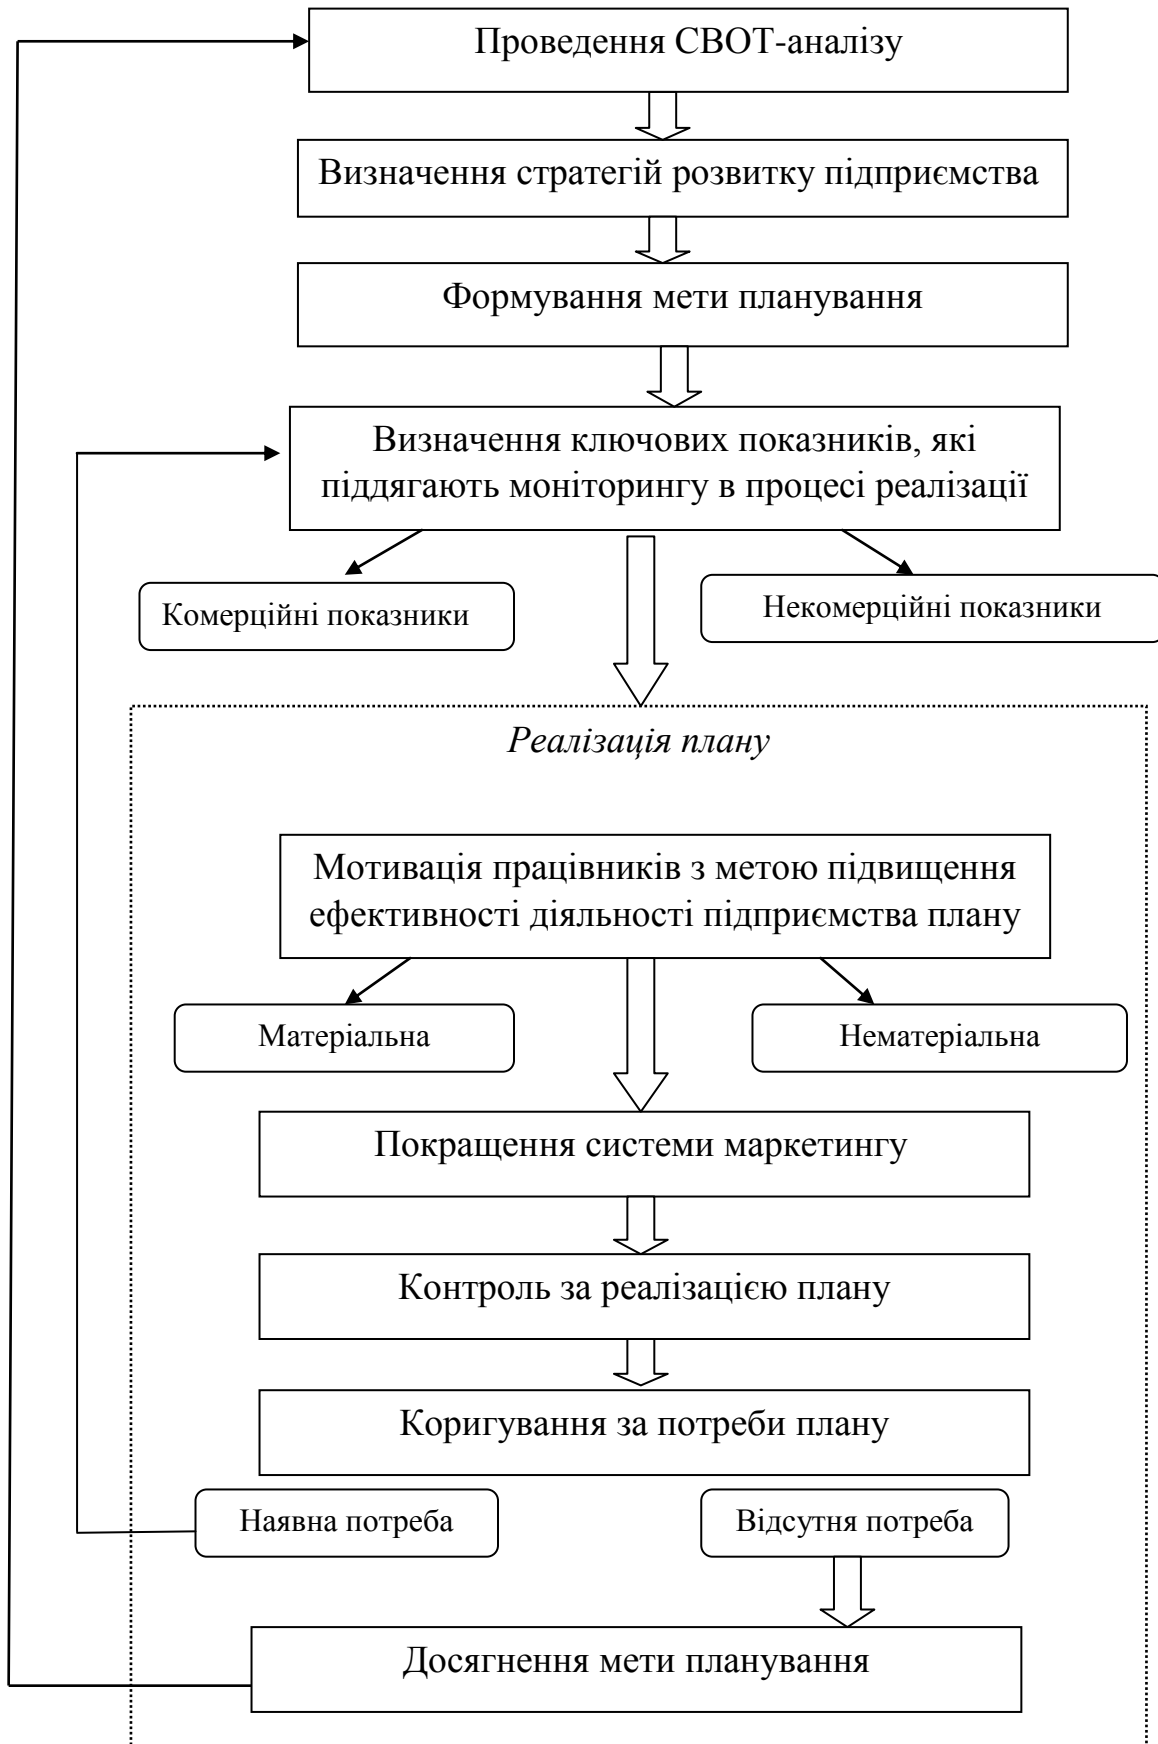 Проведення СВОТ-аналізу
Визначення стратегій розвитку підприємства
Формування мети планування
Визначення ключових показників, які
піддягають моніторингу в процесі реалізації
Комерційні показники
Некомерційні показники
Реалізація плану
Мотивація працівників з метою підвищення
ефективності діяльності підприємства плану
Матеріальна
Нематеріальна
Покращення системи маркетингу
Контроль за реалізацією плану
Коригування за потреби плану
Наявна потреба
Відсутня потреба
Досягнення мети планування